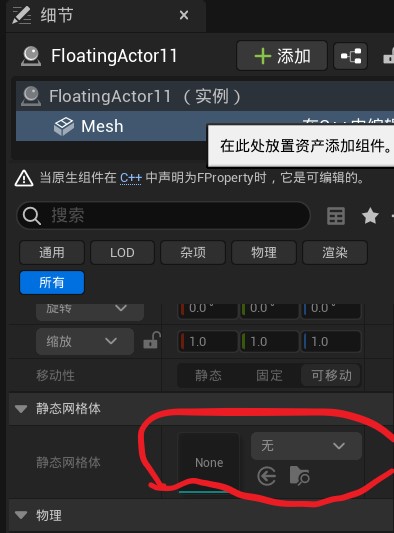 细节
FloatingActor11
添加
FloatingActor11 （实例）
Mesh
在此处放置资产添加组件。
当原生组件在 C++ 中声明为FProperty时，它是可编辑的。
搜索
通用 LOD 杂项 物理 渲染
所有
旋转 0.0 ° 0.0 ° 0.0 °
缩放 1.0 1.0 1.0
移动性 静态 固定 可移动
静态网格体
静态网格体 None 无
物理